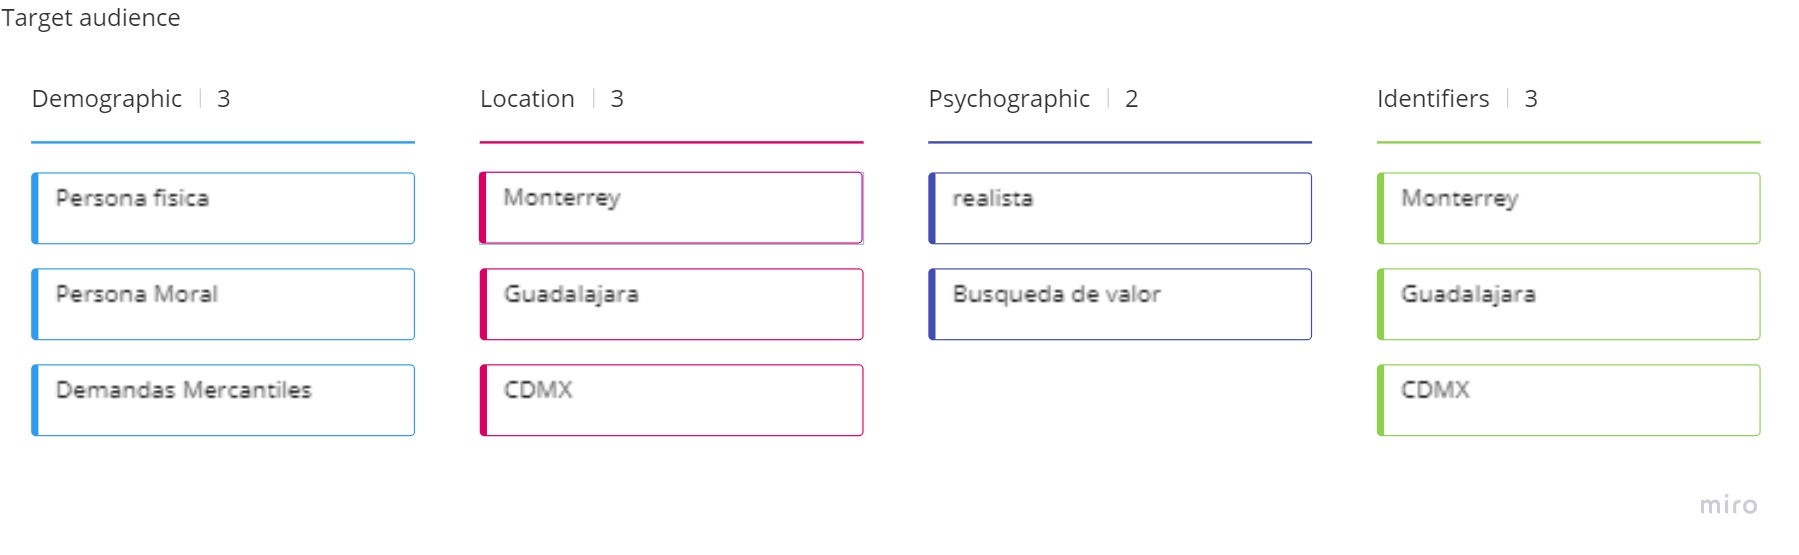 Target audience
Demographic | 3
Persona fisica
Persona Moral
Demandas Mercantiles
Location | 3
Monterrey
Guadalajara
CDMX
Psychographic | 2
realista
Busqueda de valor
Identifiers | 3
Monterrey
Guadalajara
CDMX
miro